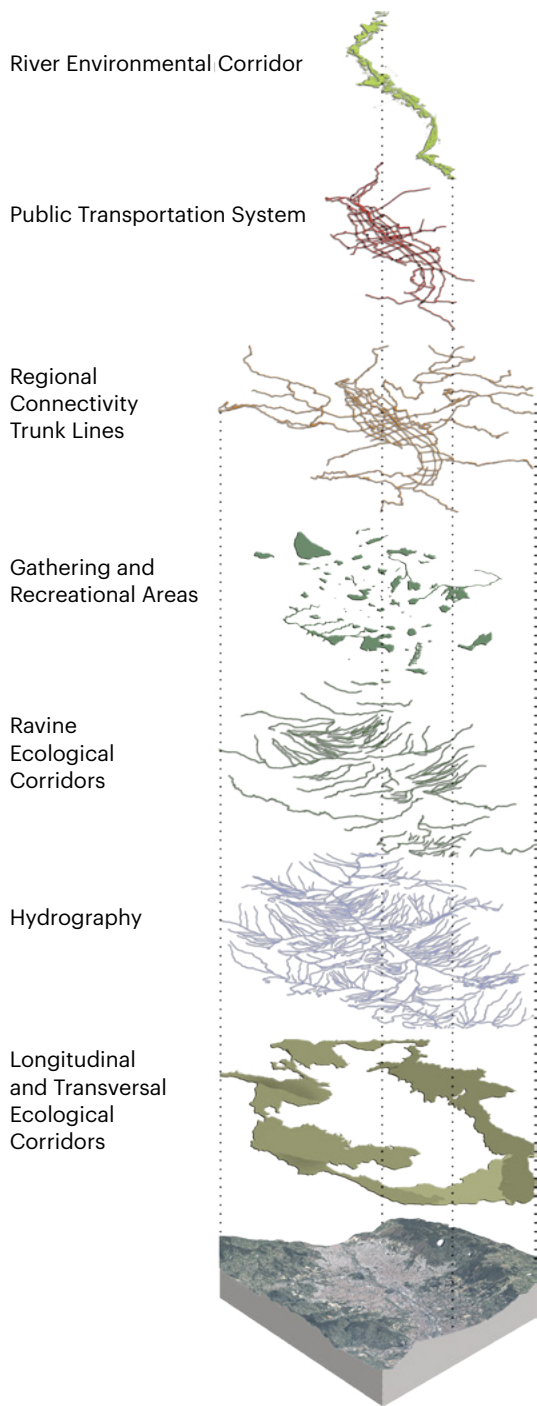 River Environmental Corridor
Public Transportation System
Regional
Connectivity
Trunk Lines
Gathering and
Recreational Areas
Ravine
Ecological
Corridors
Hydrography
Longitudinal
and Transversal
Ecological
Corridors